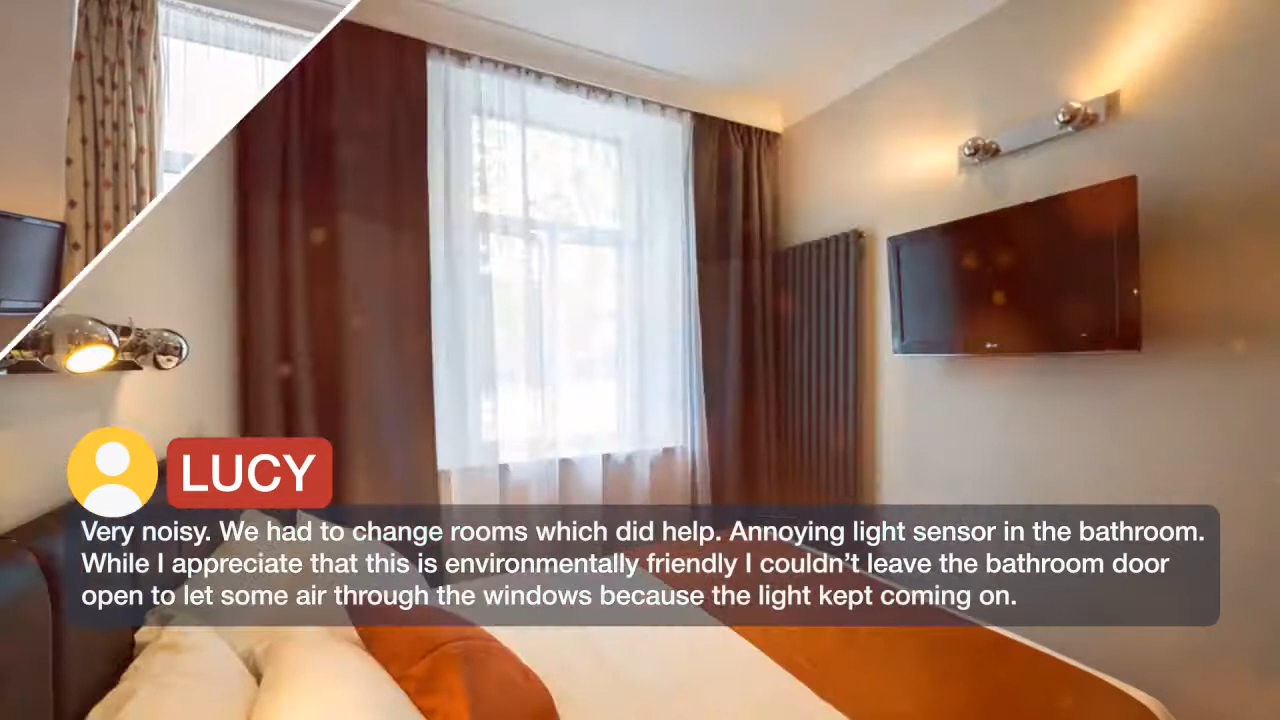 LUCY
Very noisy. We had to change rooms which did help. Annoying light sensor in the bathroom.
While I appreciate that this is environmentally friendly I couldn’t leave the bathroom door
open to let some air through the windows because the light kept coming on.